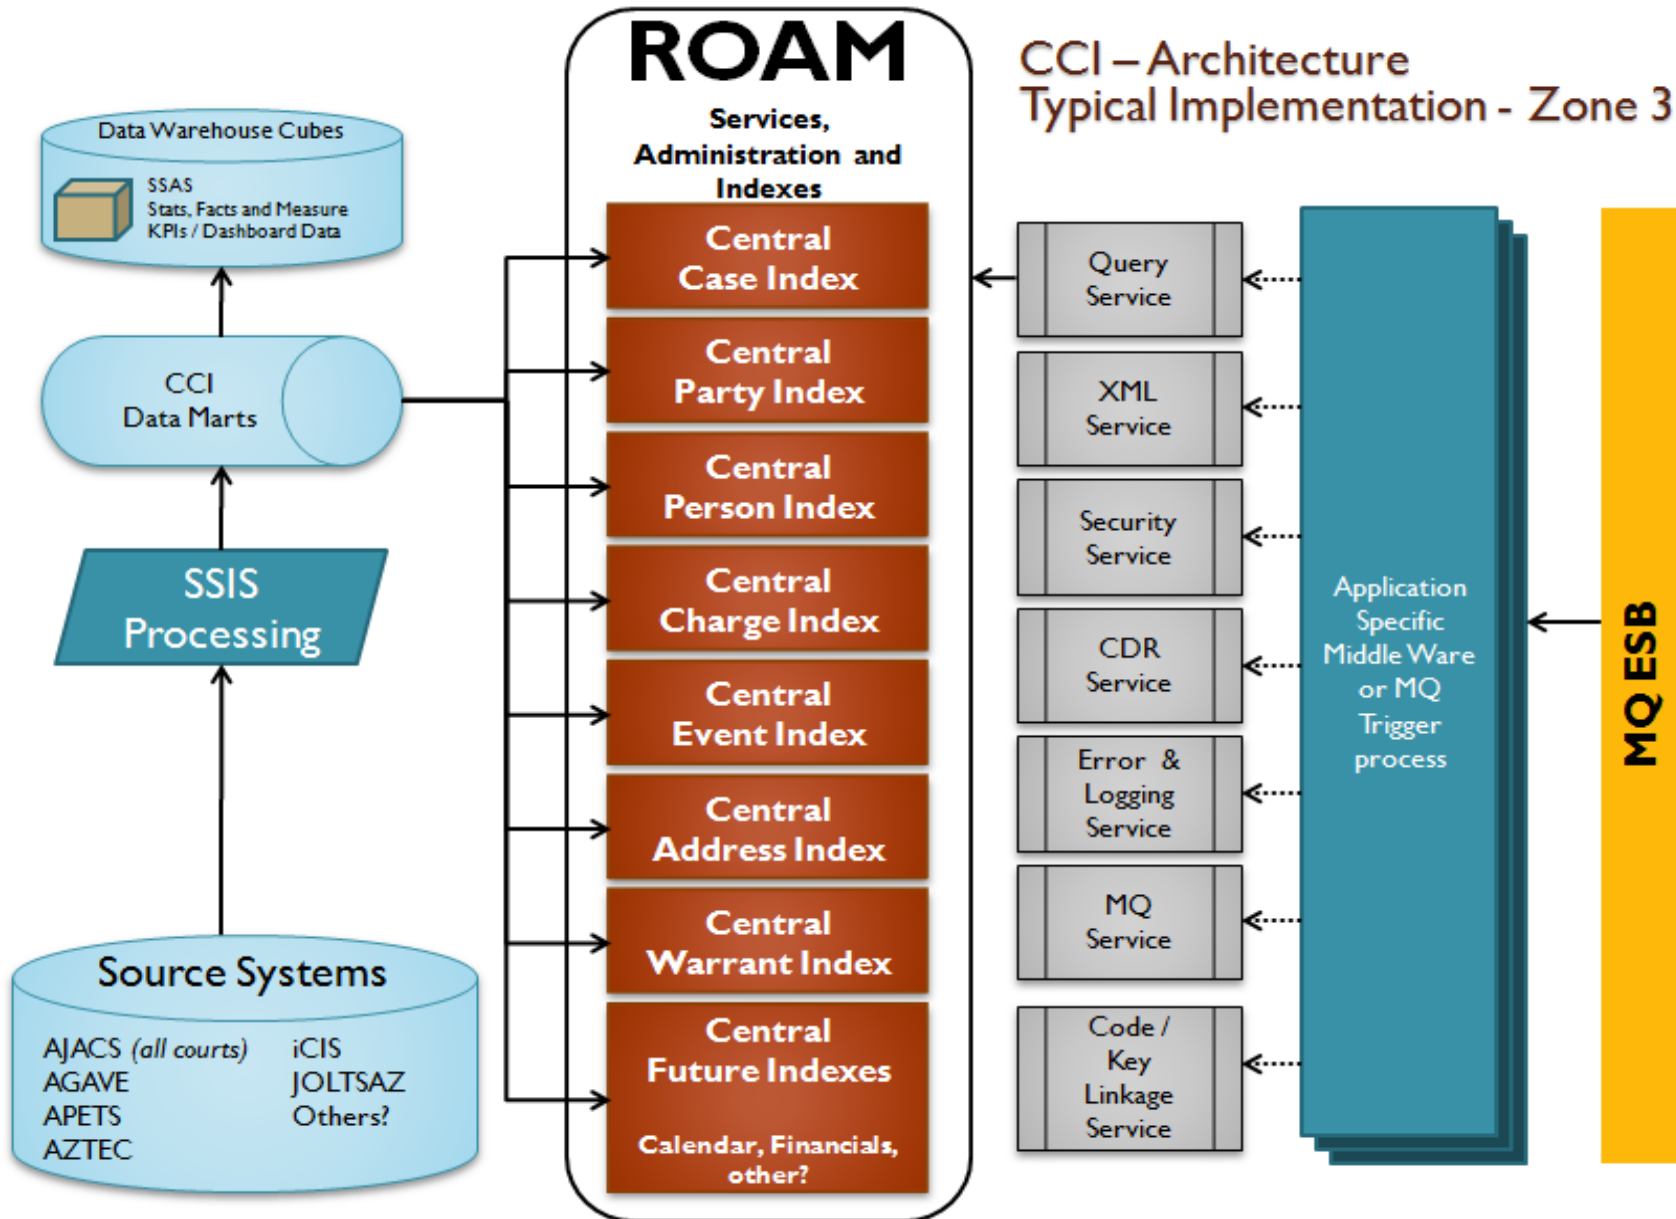 ROAM
Services,
Administration and
Indexes
CCI – Architecture
Typical Implementation - Zone 3
Data Warehouse Cubes
SSAS
Stats, Facts and Measure
KPIs / Dashboard Data
CCI
Data Marts
SSIS
Processing
Source Systems
AJACS (all courts)
AGAVE
APETS
AZTEC
iCIS
JOLTSAZ
Others?
Central
Case Index
Central
Party Index
Central
Person Index
Central
Charge Index
Central
Event Index
Central
Address Index
Central
Warrant Index
Central
Future Indexes
Calendar, Financials,
other?
Query
Service
XML
Service
Security
Service
CDR
Service
Error &
Logging
Service
MQ
Service
Code /
Key
Linkage
Service
Application
Specific
Middle Ware
or MQ
Trigger
process
MQ ESB